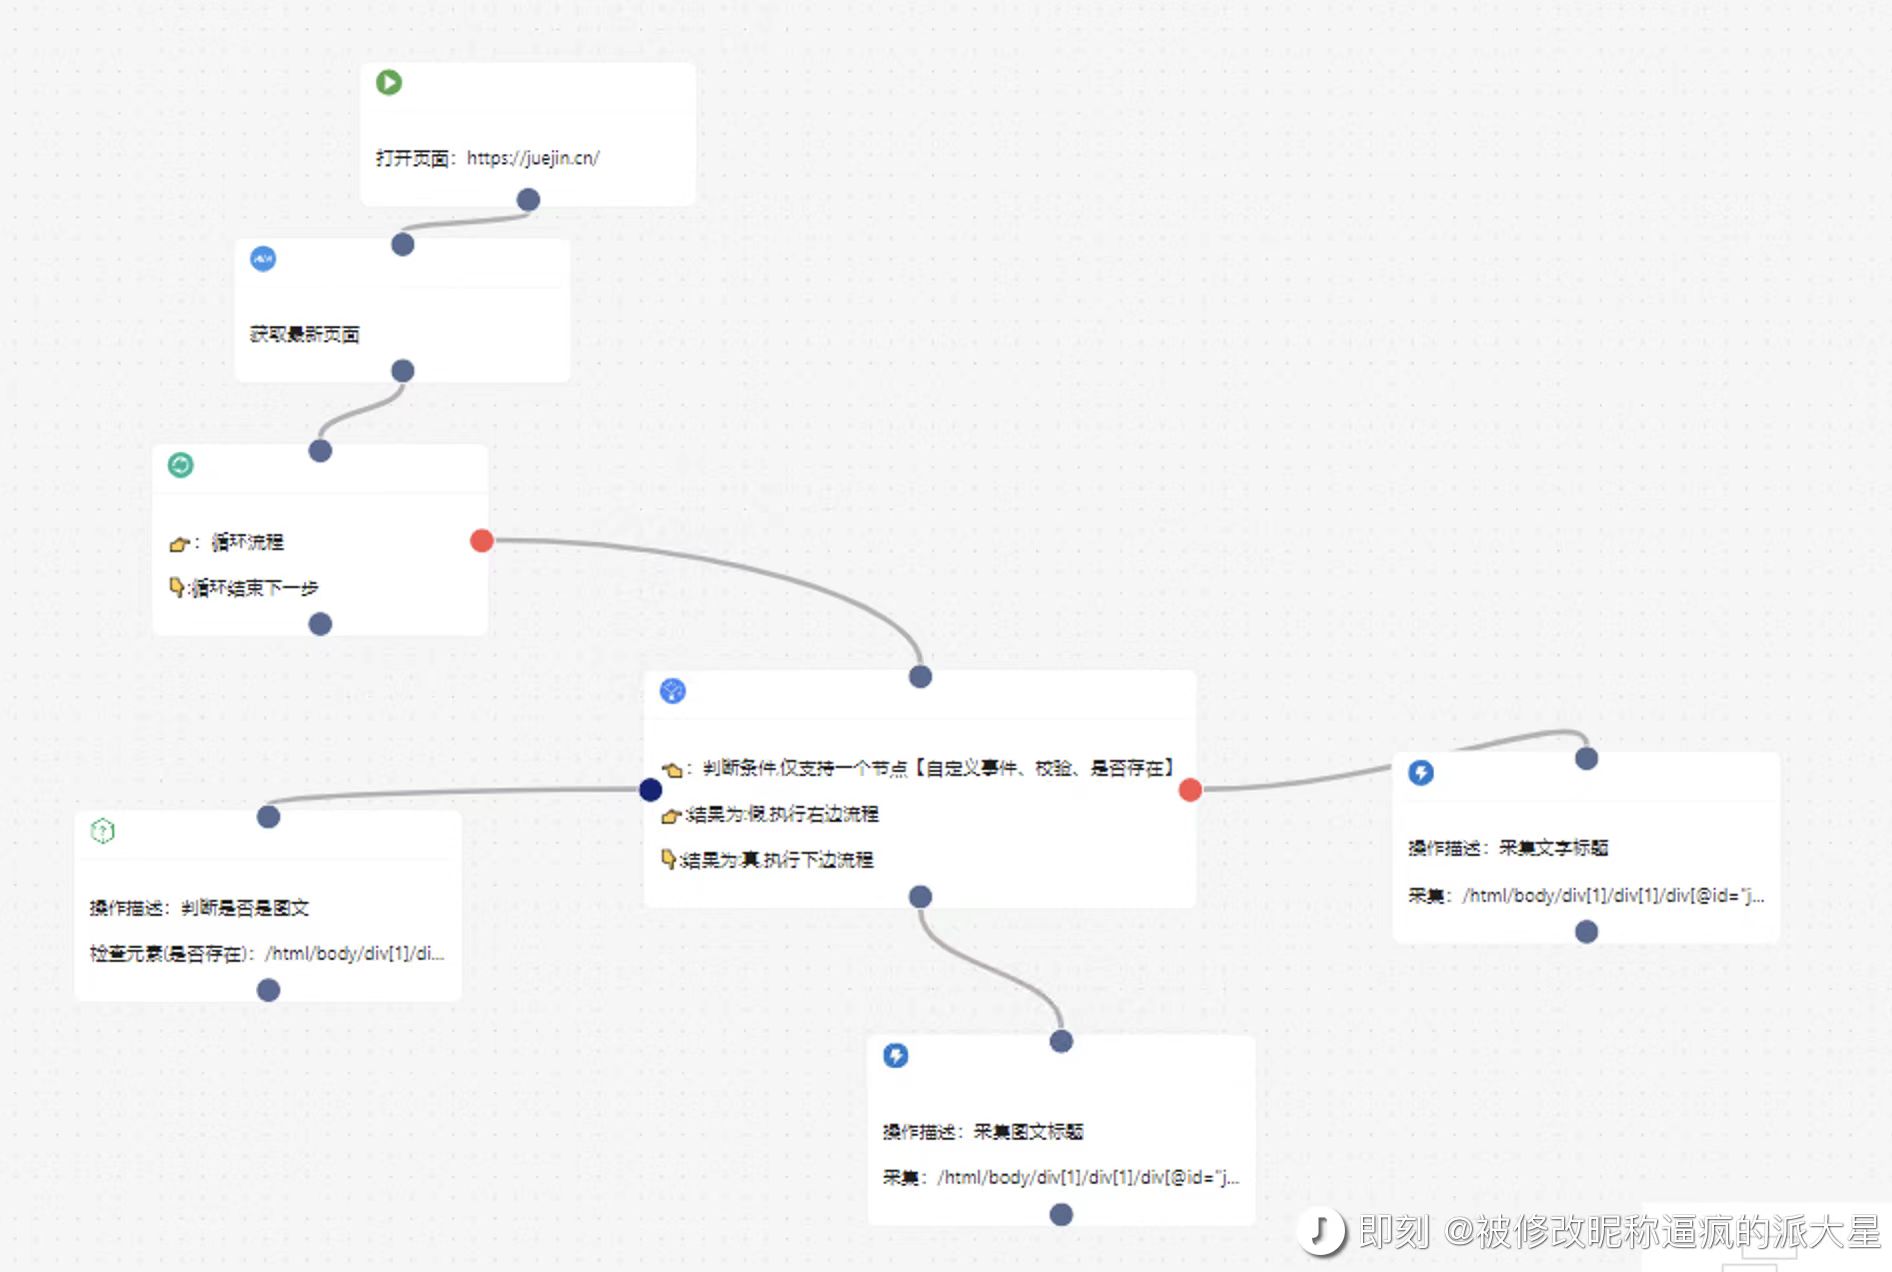 打开页面：https://juejin.cn/
获取最新页面
👉：循环流程
👇:循环结束下一步
👈：判断条件,仅支持一个节点【自定义事件、校验、是否存在】
👉:结果为:假,执行右边流程
👇:结果为:真,执行下边流程
操作描述：判断是否是图文
检查元素(是否存在)：/html/body/div[1]/di...
操作描述：采集文字标题
采集：/html/body/div[1]/div[1]/div[@id="j...
操作描述：采集图文标题
采集：/html/body/div[1]/div[1]/div[@id="j...
即刻 @被修改昵称逼疯的派大星